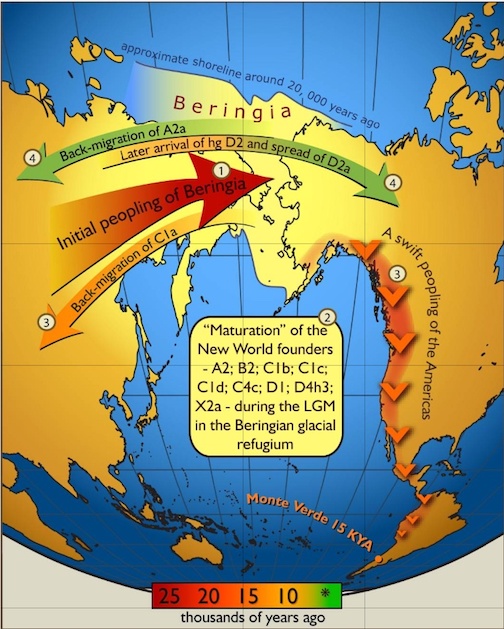 approximate shoreline around 20, 000 years ago
Beringia
Back-migration of A2a
Later arrival of hg D2 and spread of D2a
4
1
4
Initial peopling of Beringia
Back-migration of C1a
3
A swift peopling of the Americas
3
2
“Maturation” of the
New World founders
- A2; B2; C1b; C1c;
C1d; C4c; D1; D4h3;
X2a - during the LGM
in the Beringian glacial
refugium
Monte Verde 15 KYA
25 20 15 10 *
thousands of years ago